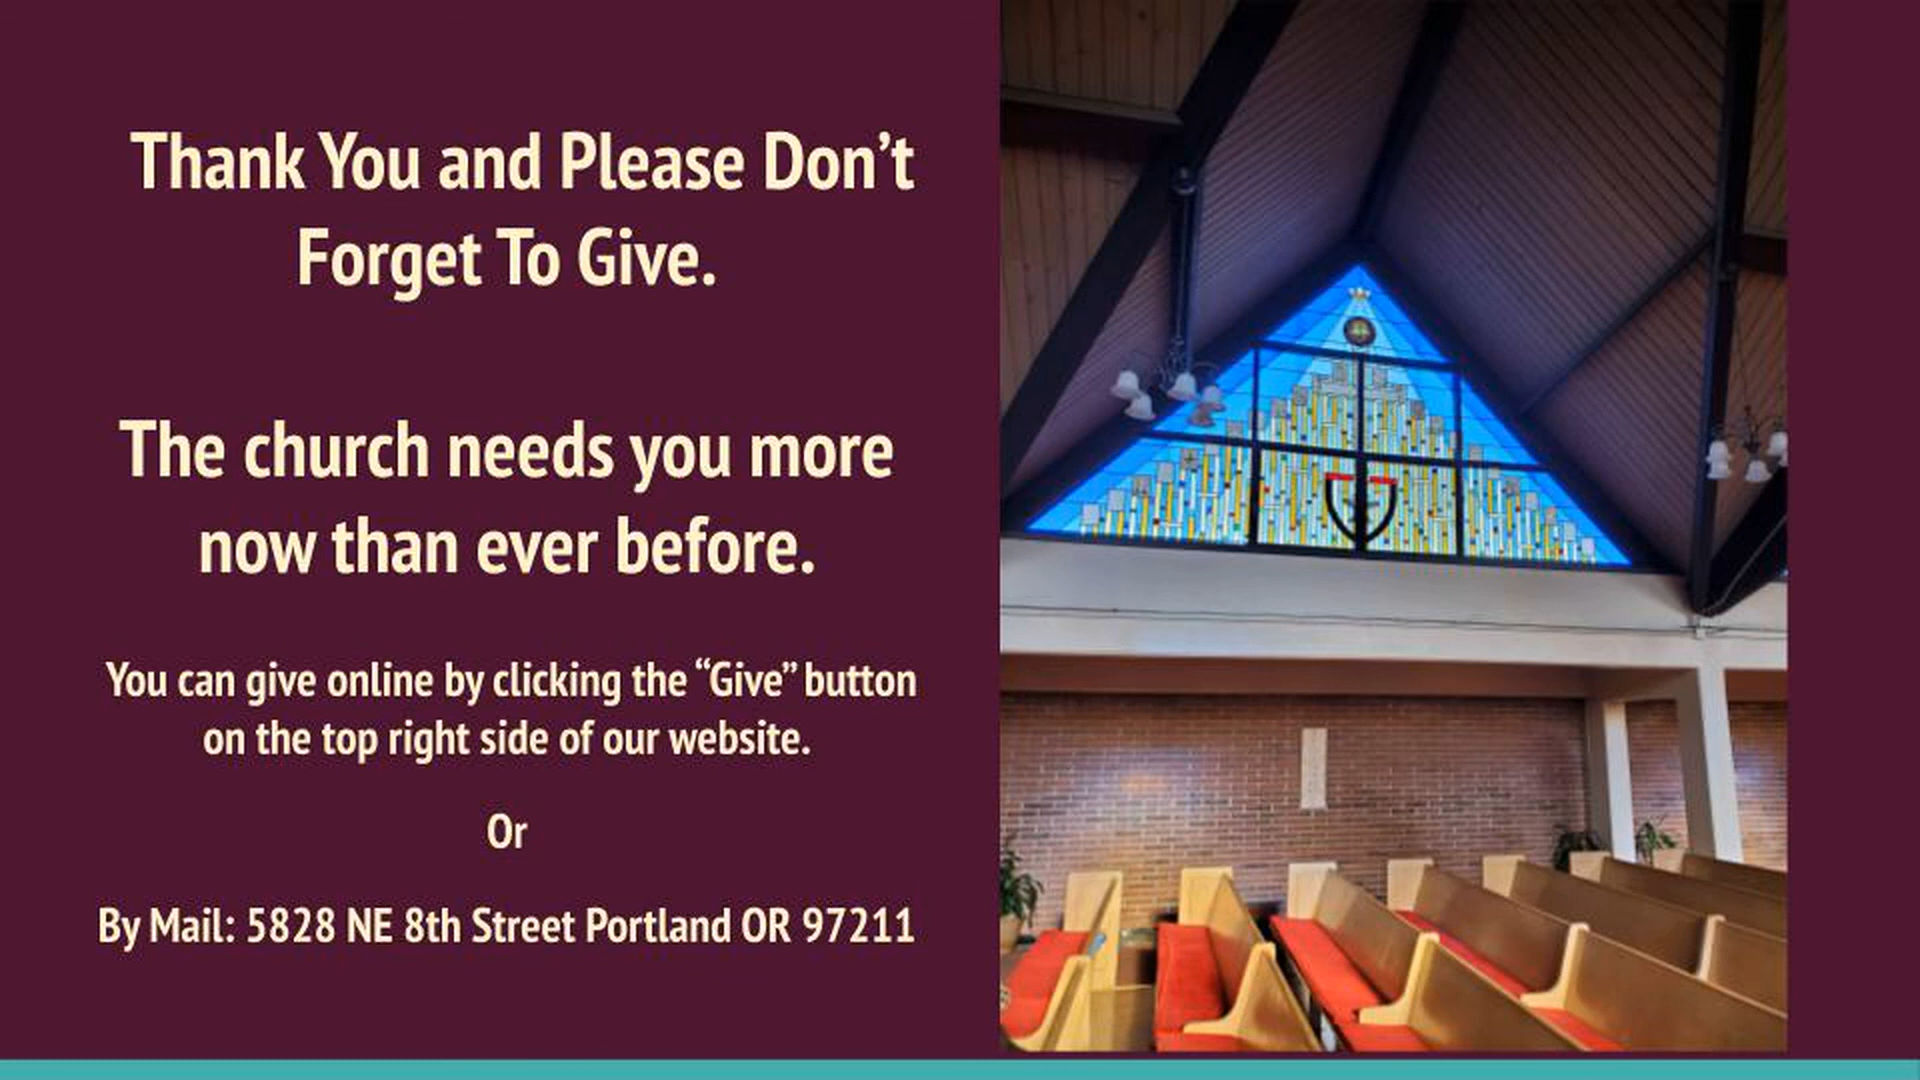 Thank You and Please Don’t
Forget To Give.
The church needs you more
now than ever before.
You can give online by clicking the “Give” button
on the top right side of our website.
Or
By Mail: 5828 NE 8th Street Portland OR 97211